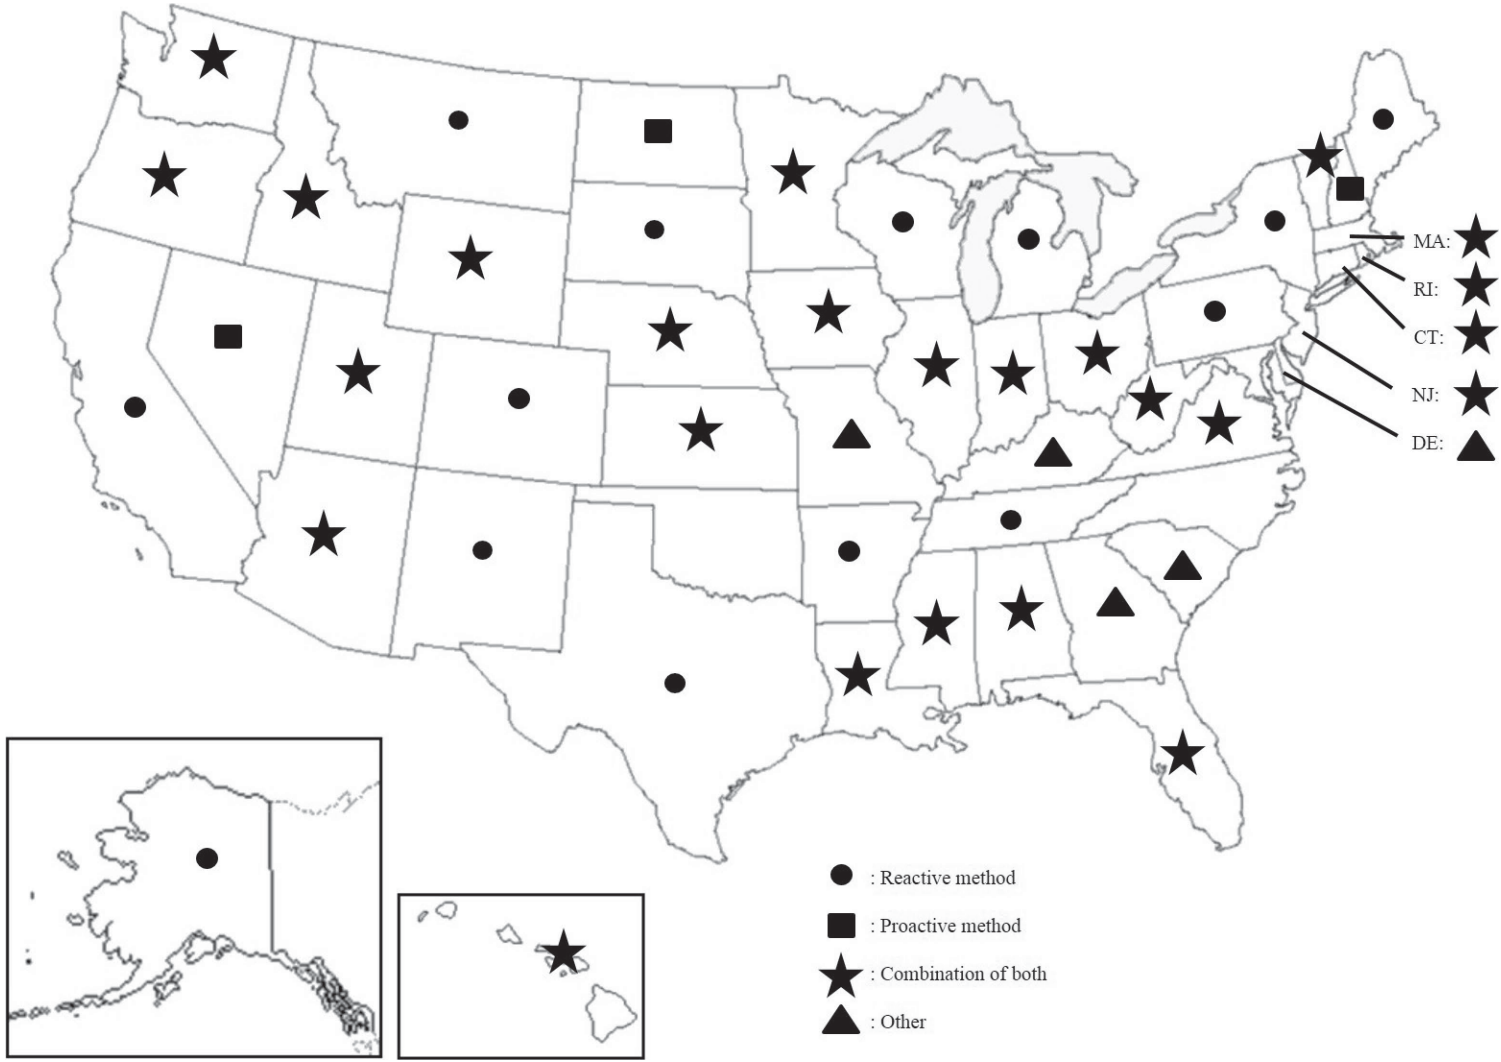 MA:
RI:
CT:
NJ:
DE:
: Reactive method
: Proactive method
: Combination of both
: Other